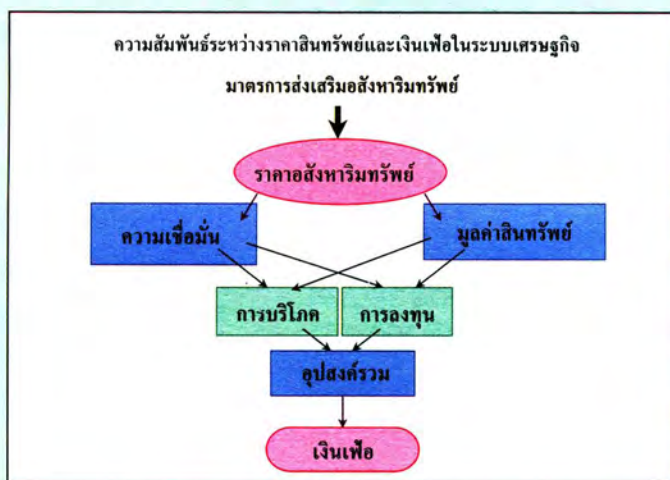 ความสัมพันธ์ระหว่างราคาสินทรัพย์และเงินเฟ้อในระบบเศรษฐกิจ
มาตรการส่งเสริมอสังหาริมทรัพย์
ราคาอสังหาริมทรัพย์
ความเชื่อมั่น มูลค่าสินทรัพย์
การบริโภค การลงทุน
อุปสงค์รวม
เงินเฟ้อ